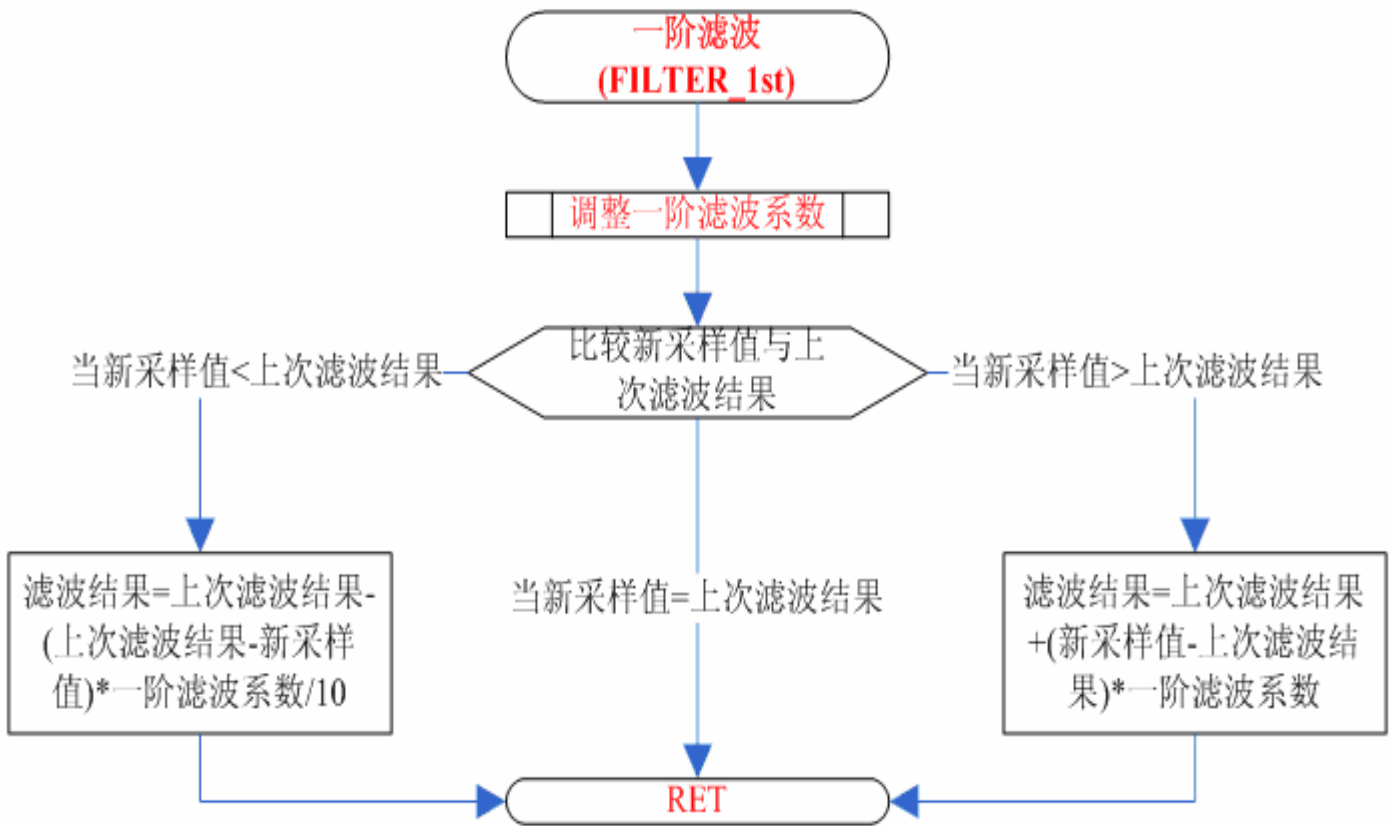 一阶滤波
(FILTER_1st)
调整一阶滤波系数
比较新采样值与上
次滤波结果
当新采样值<上次滤波结果
当新采样值>上次滤波结果
滤波结果=上次滤波结果-
(上次滤波结果-新采样
值)*一阶滤波系数/10
当新采样值=上次滤波结果
滤波结果=上次滤波结果
+(新采样值-上次滤波结
果)*一阶滤波系数
RET